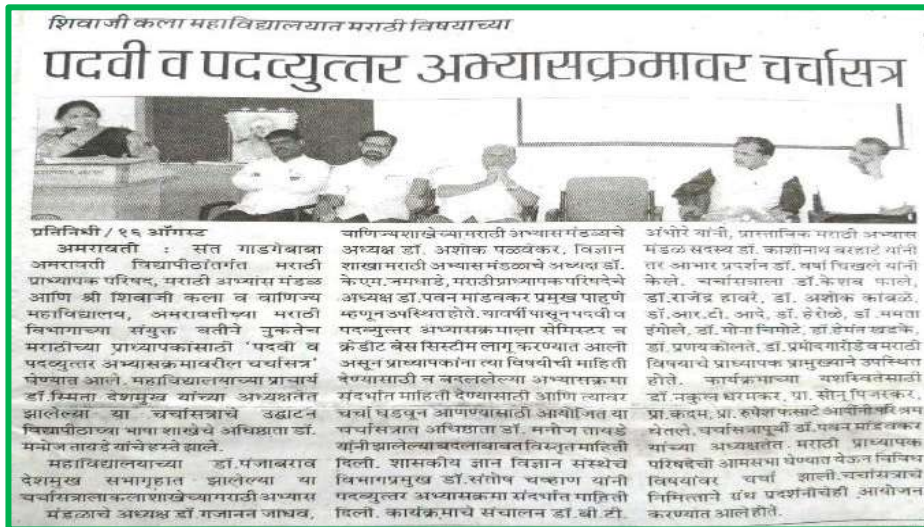 शिवाजी कला महाविद्यालयात मराठी विषयाच्या
पदवी व पदव्युत्तर अभ्यासक्रमावर चर्चासत्र
प्रतिनिधी / १६ ऑगस्ट
अमरावती : संत गाडगेबाबा
अमरावती विद्यापीठांतर्गत मराठी
प्राध्यापक परिषद, मराठी अभ्यास मंडळ
आणि श्री शिवाजी कला व वाणिज्य
महाविद्यालय, अमरावतीच्या मराठी
विभागाच्या संयुक्त वतीने नुकतेच
मराठीच्या प्राध्यापकांसाठी 'पदवी व
पदव्युत्तर अभ्यासक्रमावरील चर्चासत्र'
घेण्यात आले. महाविद्यालयाच्या प्राचार्य
डॉ.स्मिता देशमुख यांच्या अध्यक्षतेत
झालेल्या या चर्चासत्राचे उद्घाटन
विद्यापीठाच्या भाषा शाखेचे अधिष्ठाता डॉ.
मनोज तायडे यांचे हस्ते झाले.
महाविद्यालयाच्या डॉ.पंजाबराव
देशमुख सभागृहात झालेल्या या
चर्चासत्राला कला शाखेच्या मराठी अभ्यास
मंडळाचे अध्यक्ष डॉ गजानन जाधव,
वाणिज्य शाखेच्या मराठी अभ्यास मंडळाचे
अध्यक्ष डॉ. अशोक पळवेकर, विज्ञान
शाखा मराठी अभ्यास मंडळाचे अध्यक्ष डॉ.
के.एम.नमधाडे, मराठी प्राध्यापक परिषदेचे
अध्यक्ष डॉ.पवन मांडवकर प्रमुख पाहुणे
म्हणून उपस्थित होते. यावर्षी पासून पदवी व
पदव्युत्तर अभ्यासक्रमाला सेमिस्टर व
क्रेडीट बेस सिस्टीम लागू करण्यात आली
असून प्राध्यापकांना त्या विषयीची माहिती
देण्यासाठी व बदललेल्या अभ्यासक्रमा
संदर्भात माहिती देण्यासाठी आणि त्यावर
चर्चा घडवून आणण्यासाठी आयोजित या
चर्चासत्रात अधिष्ठाता डॉ. मनोज तायडे
यांनी झालेल्या बदलाबाबत विस्तृत माहिती
दिली. शासकीय ज्ञान विज्ञान संस्थेचे
विभागप्रमुख डॉ.संतोष चव्हाण यांनी
पदव्युत्तर अभ्यासक्रमा संदर्भात माहिती
दिली. कार्यक्रमाचे संचालन डॉ.बी.टी.
अंभोरे यांनी, प्रास्ताविक मराठी अभ्यास
मंडळ सदस्य डॉ काशीनाथ बरहाटे यांनी
तर आभार प्रदर्शन डॉ. वर्षा चिखले यांनी
केले. चर्चासत्राला डॉ.केशव फाले,
डॉ.राजेंद्र हावरे, डॉ. अशोक कांबळे,
डॉ.आर.टी. आदे, डॉ. हेरोळे, डॉ. ममता
इंगोले, डॉ. मोना चिमोटे, डॉ.हेमंत खडके,
डॉ. प्रणय कोलते, डॉ.प्रमोद गारोडे व मराठी
विषयाचे प्राध्यापक प्रामुख्याने उपस्थित
होते. कार्यक्रमाच्या यशस्वितेसाठी
डॉ.नकुल धरमकर, प्रा. सोनू पिंजरकर,
प्रा.कदम, प्रा. रुपेश फसाटे आदींनी परिश्रम
घेतले. चर्चासत्रापूर्वी डॉ.पवन मांडवकर
यांच्या अध्यक्षतेत मराठी प्राध्यापक
परिषदेची आमसभा घेण्यात येऊन विविध
विषयांवर चर्चा झाली. चर्चासत्राचे
निमित्ताने ग्रंथ प्रदर्शनीचेही आयोजन
करण्यात आले होते.